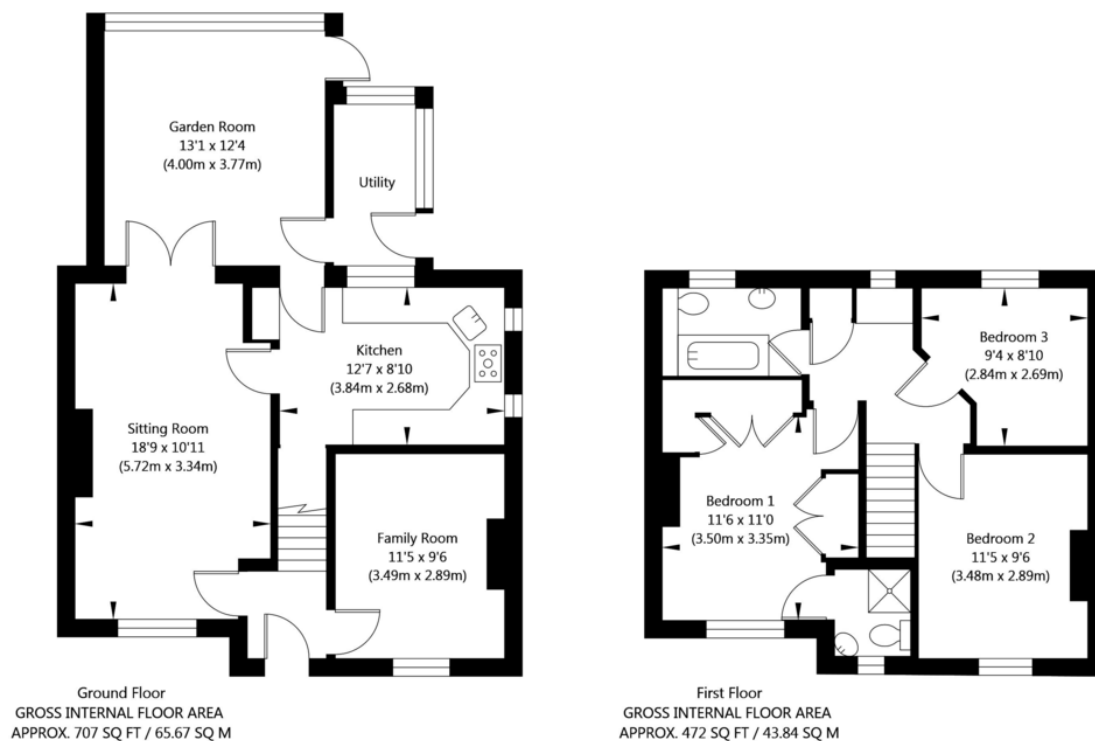 Garden Room
13'1 x 12'4
(4.00m x 3.77m)
Utility
Kitchen
12'7 x 8'10
(3.84m x 2.68m)
Sitting Room
18'9 x 10'11
(5.72m x 3.34m)
Family Room
11'5 x 9'6
(3.49m x 2.89m)
Ground Floor
GROSS INTERNAL FLOOR AREA
APPROX. 707 SQ FT / 65.67 SQ M
Bedroom 3
9'4 x 8'10
(2.84m x 2.69m)
Bedroom 1
11'6 x 11'0
(3.50m x 3.35m)
Bedroom 2
11'5 x 9'6
(3.48m x 2.89m)
First Floor
GROSS INTERNAL FLOOR AREA
APPROX. 472 SQ FT / 43.84 SQ M